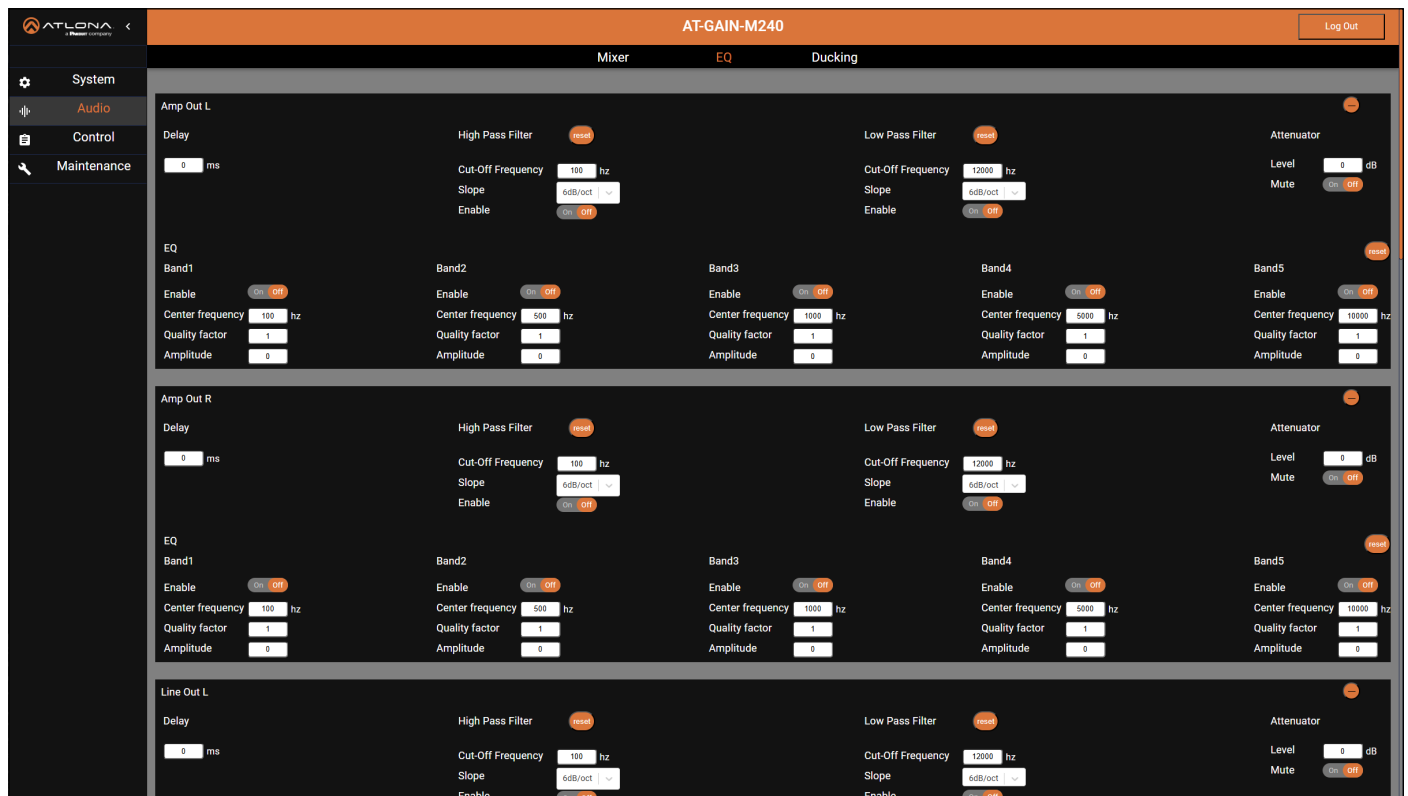 ATLONA
a Panduit company
AT-GAIN-M240
Log Out
Mixer EQ Ducking
System
Audio
Control
Maintenance
Amp Out L
Delay High Pass Filter reset Low Pass Filter reset Attenuator
0 ms Cut-Off Frequency 100 hz Cut-Off Frequency 12000 hz Level 0 dB
Slope 6dB/oct Slope 6dB/oct Mute On Off
Enable On Off Enable On Off
EQ reset
Band1 Band2 Band3 Band4 Band5
Enable On Off Enable On Off Enable On Off Enable On Off Enable On Off
Center frequency 100 hz Center frequency 500 hz Center frequency 1000 hz Center frequency 5000 hz Center frequency 10000 hz
Quality factor 1 Quality factor 1 Quality factor 1 Quality factor 1 Quality factor 1
Amplitude 0 Amplitude 0 Amplitude 0 Amplitude 0 Amplitude 0
Amp Out R
Delay High Pass Filter reset Low Pass Filter reset Attenuator
0 ms Cut-Off Frequency 100 hz Cut-Off Frequency 12000 hz Level 0 dB
Slope 6dB/oct Slope 6dB/oct Mute On Off
Enable On Off Enable On Off
EQ reset
Band1 Band2 Band3 Band4 Band5
Enable On Off Enable On Off Enable On Off Enable On Off Enable On Off
Center frequency 100 hz Center frequency 500 hz Center frequency 1000 hz Center frequency 5000 hz Center frequency 10000 hz
Quality factor 1 Quality factor 1 Quality factor 1 Quality factor 1 Quality factor 1
Amplitude 0 Amplitude 0 Amplitude 0 Amplitude 0 Amplitude 0
Line Out L
Delay High Pass Filter reset Low Pass Filter reset Attenuator
0 ms Cut-Off Frequency 100 hz Cut-Off Frequency 12000 hz Level 0 dB
Slope 6dB/oct Slope 6dB/oct Mute On Off
Enable On Off Enable On Off